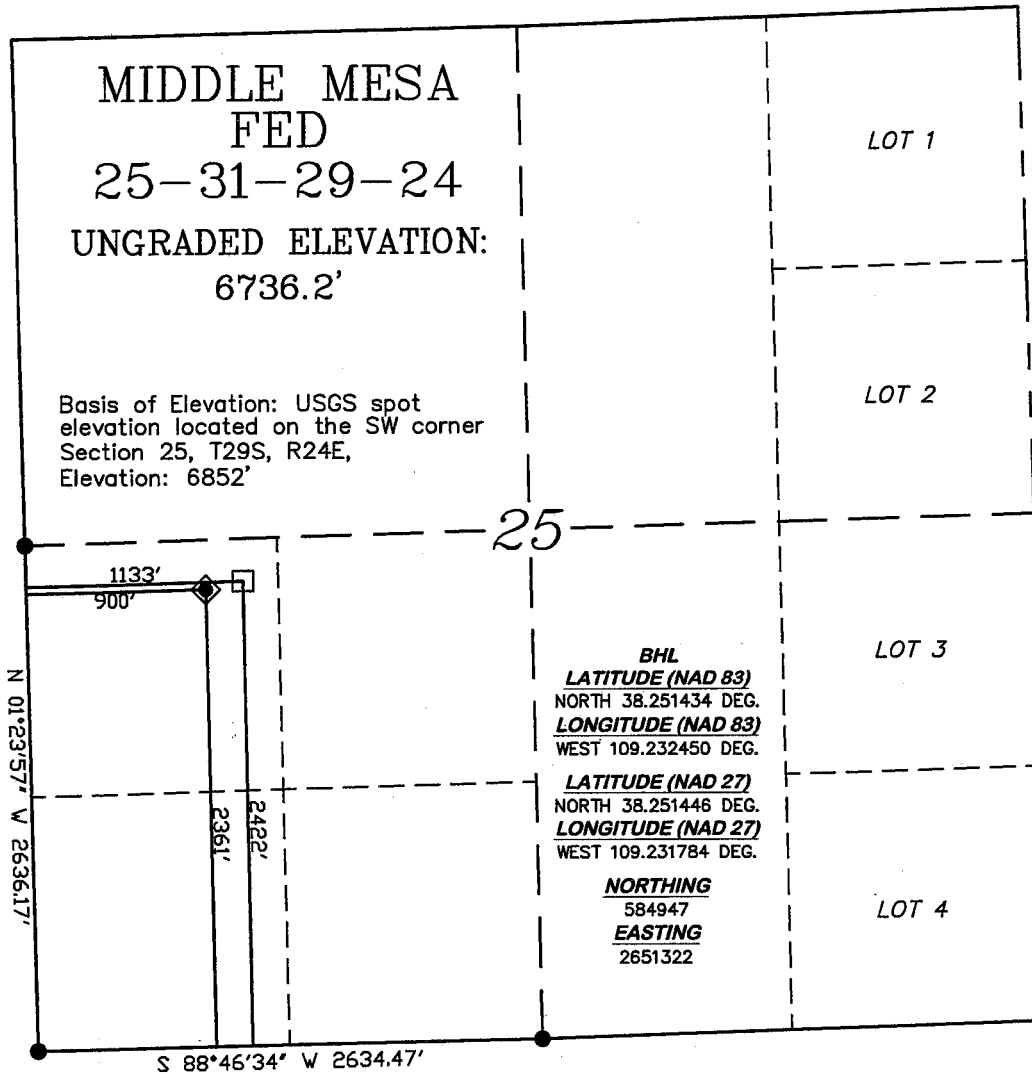 MIDDLE MESA
FED
25-31-29-24
UNGRADED ELEVATION:
6736.2'
Basis of Elevation: USGS spot
elevation located on the SW corner
Section 25, T29S, R24E,
Elevation: 6852'
LOT 1
LOT 2
25
1133'
900'
LOT 3
BHL
LATITUDE (NAD 83)
NORTH 38.251434 DEG.
LONGITUDE (NAD 83)
WEST 109.232450 DEG.
LATITUDE (NAD 27)
NORTH 38.251446 DEG.
LONGITUDE (NAD 27)
WEST 109.231784 DEG.
NORTHING
584947
EASTING
2651322
N 01°23'57" W 2636.17'
2361'
2422'
LOT 4
S 88°46'34" W 2634.47'